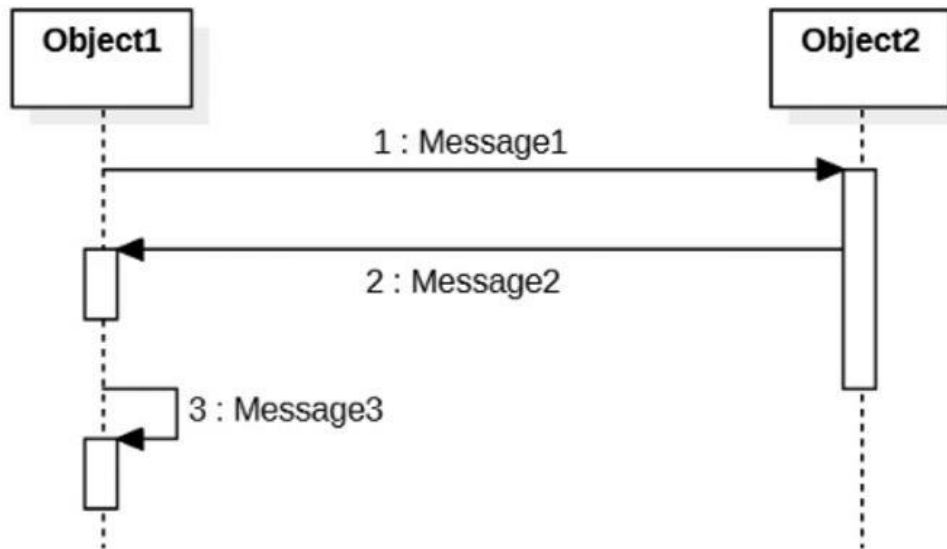 Object1
Object2
1 : Message1
2 : Message2
3 : Message3